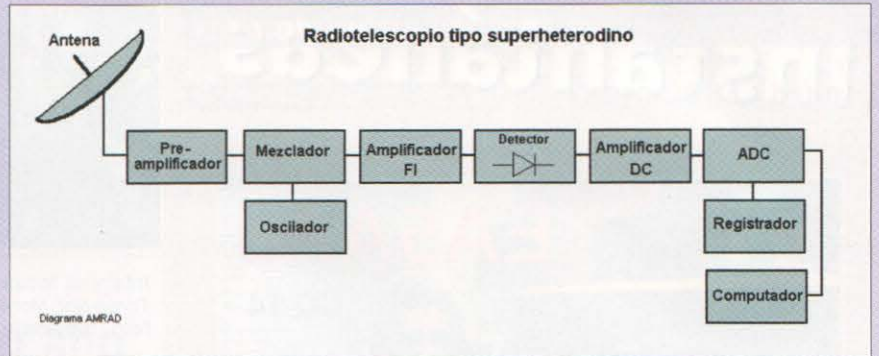 Radiotelescopio tipo superheterodino
Antena
Pre-
amplificador
Mezclador
Amplificador
FI
Detector
Amplificador
DC
ADC
Oscilador
Registrador
Computador
Diagrama AMRAD